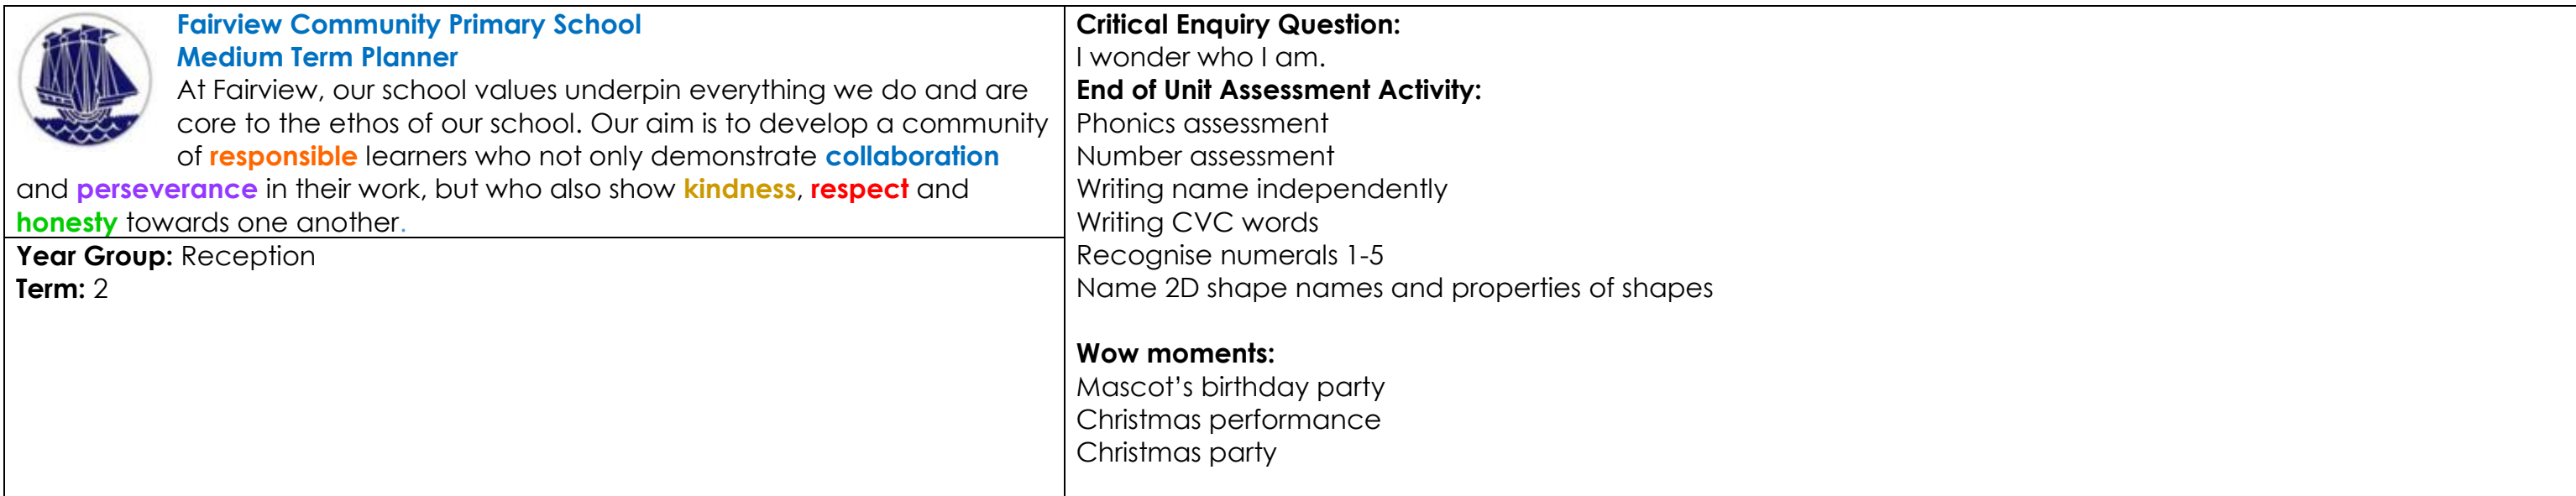 Fairview Community Primary School
Medium Term Planner
At Fairview, our school values underpin everything we do and are
core to the ethos of our school. Our aim is to develop a community
of responsible learners who not only demonstrate collaboration
and perseverance in their work, but who also show kindness, respect and
honesty towards one another.
Year Group: Reception
Term: 2
Critical Enquiry Question:
I wonder who I am.
End of Unit Assessment Activity:
Phonics assessment
Number assessment
Writing name independently
Writing CVC words
Recognise numerals 1-5
Name 2D shape names and properties of shapes
Wow moments:
Mascot’s birthday party
Christmas performance
Christmas party